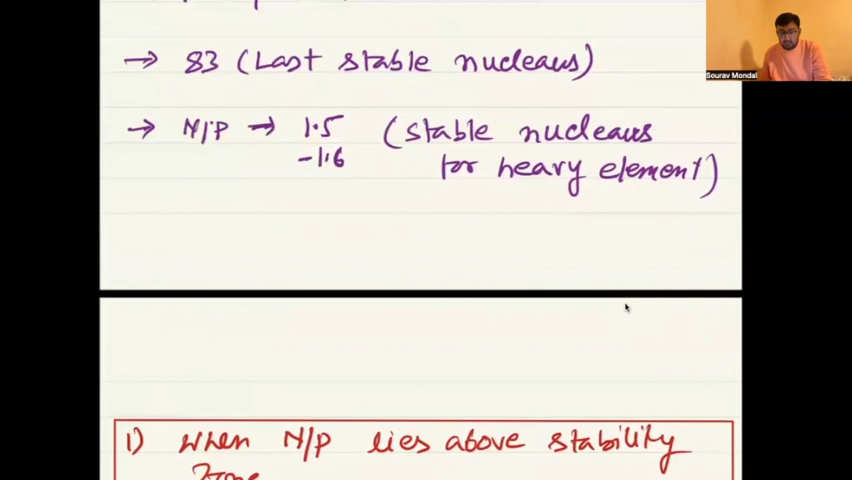 → 83 (Last stable nucleaus)
Sourav Mondal
→ N/P → 1.5 (stable nucleaus
-1.6 for heavy element)
1) when N/P lies above stability
Zone